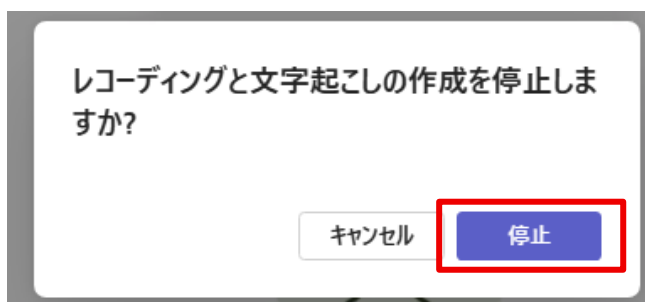 レコーディングと文字起こしの作成を停止しま
すか?
キャンセル
停止